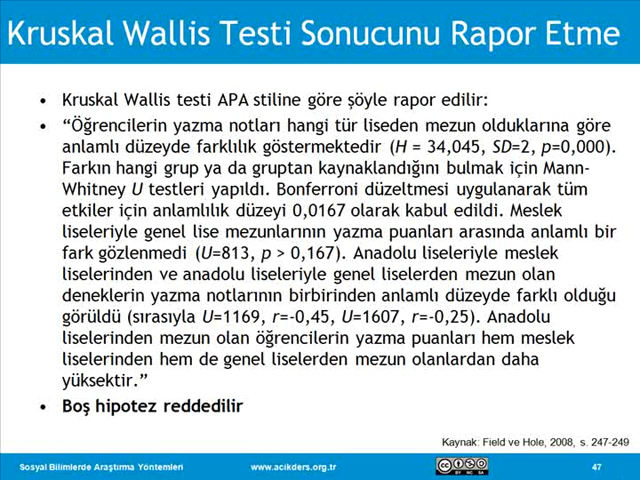 Kruskal Wallis Testi Sonucunu Rapor Etme
• Kruskal Wallis testi APA stiline göre şöyle rapor edilir:
• “Öğrencilerin yazma notları hangi tür liseden mezun olduklarına göre
anlamlı düzeyde farklılık göstermektedir (H = 34,045, SD=2, p=0,000).
Farkın hangi grup ya da gruptan kaynaklandığını bulmak için Mann-
Whitney U testleri yapıldı. Bonferroni düzeltmesi uygulanarak tüm
etkiler için anlamlılık düzeyi 0,0167 olarak kabul edildi. Meslek
liseleriyle genel lise mezunlarının yazma puanları arasında anlamlı bir
fark gözlenmedi (U=813, p > 0,167). Anadolu liseleriyle meslek
liselerinden ve anadolu liseleriyle genel liselerden mezun olan
deneklerin yazma notlarının birbirinden anlamlı düzeyde farklı olduğu
görüldü (sırasıyla U=1169, r=-0,45, U=1607, r=-0,25). Anadolu
liselerinden mezun olan öğrencilerin yazma puanları hem meslek
liselerinden hem de genel liselerden mezun olanlardan daha
yüksektir.”
• Boş hipotez reddedilir
Kaynak: Field ve Hole, 2008, s. 247-249
Sosyal Bilimlerde Araştırma Yöntemleri www.acikders.org.tr cc BY NC SA 47